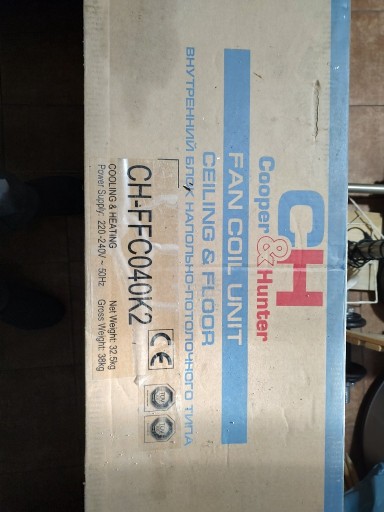 CH
Cooper & Hunter
FAN COIL UNIT
CEILING & FLOOR
ВНУТРЕННИЙ БЛОК НАПОЛЬНО-ПОТОЛОЧНОГО ТИПА
CH-FFC040K2
CE
COOLING & HEATING
Power Supply: 220-240V ~ 50Hz
Net Weight: 32.5kg
Gross Weight: 38kg